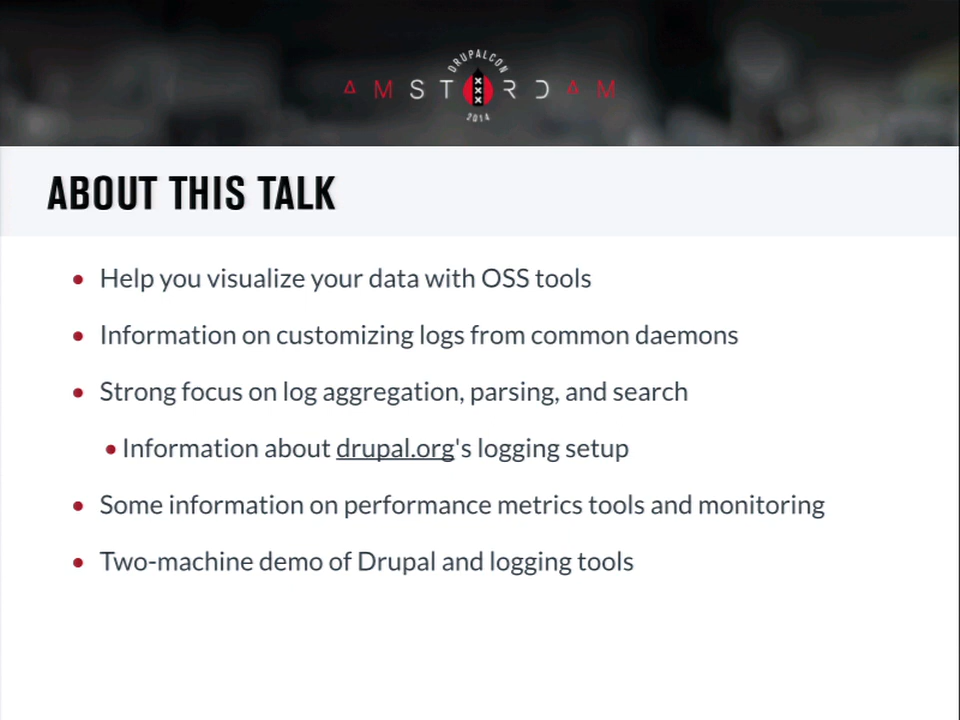 DRUPALCON
AMSTERDAM
2014
ABOUT THIS TALK
Help you visualize your data with OSS tools
Information on customizing logs from common daemons
Strong focus on log aggregation, parsing, and search
Information about drupal.org's logging setup
Some information on performance metrics tools and monitoring
Two-machine demo of Drupal and logging tools